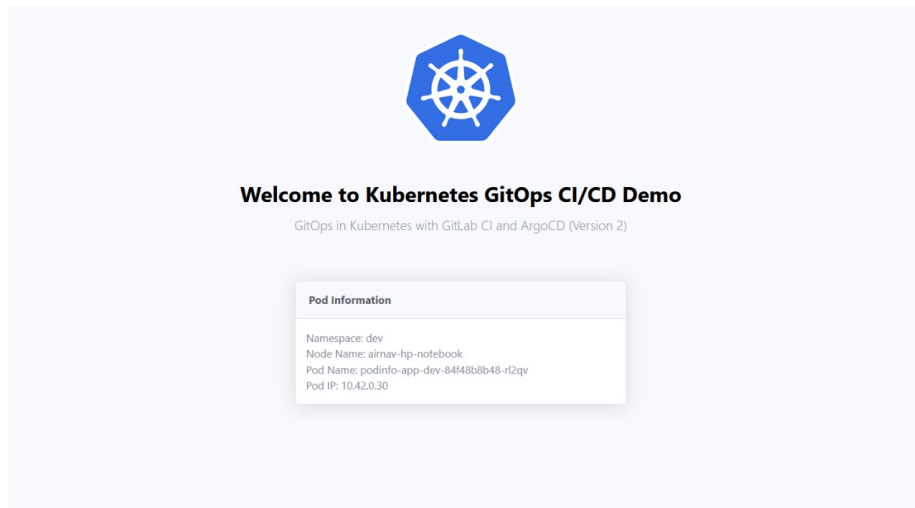 Welcome to Kubernetes GitOps CI/CD Demo
GitOps in Kubernetes with GitLab CI and ArgoCD (Version 2)
Pod Information
Namespace: dev
Node Name: airnav-hp-notebook
Pod Name: podinfo-app-dev-84f48b8b48-rl2qv
Pod IP: 10.42.0.30